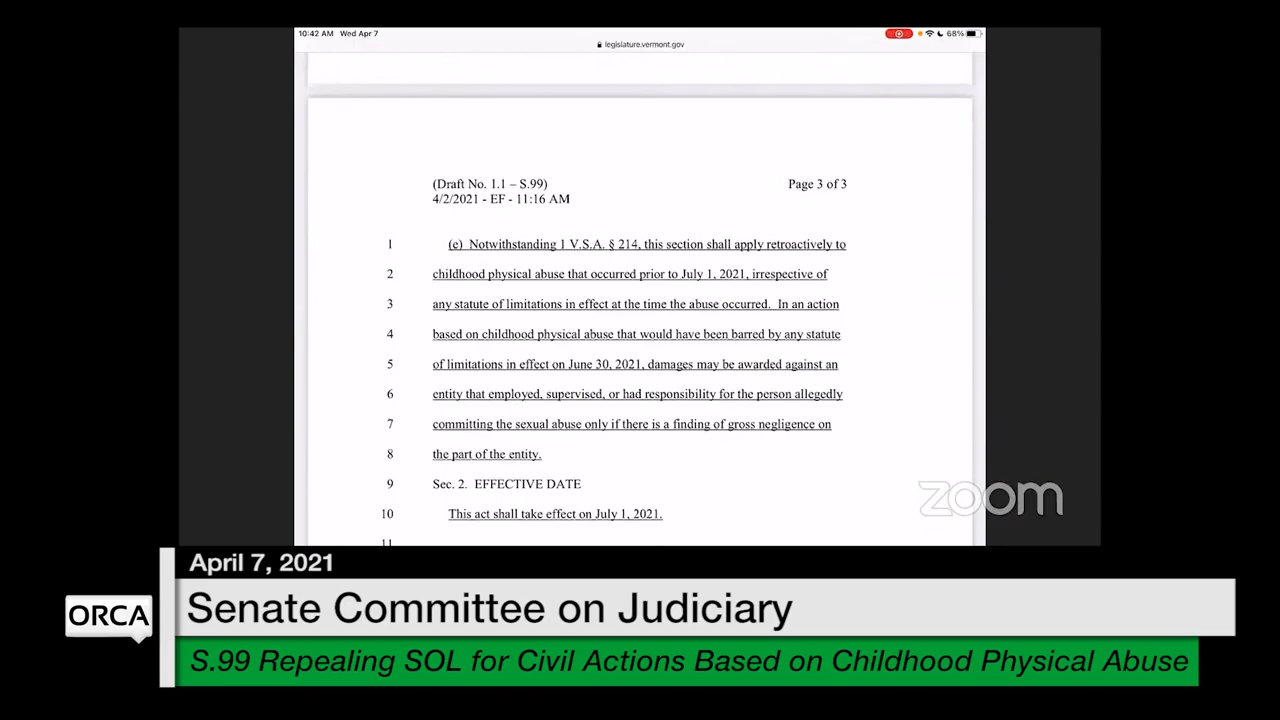 10:42 AM Wed Apr 7
68%
legislature.vermont.gov
(Draft No. 1.1 – S.99) Page 3 of 3
4/2/2021 - EF - 11:16 AM
1 (e) Notwithstanding 1 V.S.A. § 214, this section shall apply retroactively to
2 childhood physical abuse that occurred prior to July 1, 2021, irrespective of
3 any statute of limitations in effect at the time the abuse occurred. In an action
4 based on childhood physical abuse that would have been barred by any statute
5 of limitations in effect on June 30, 2021, damages may be awarded against an
6 entity that employed, supervised, or had responsibility for the person allegedly
7 committing the sexual abuse only if there is a finding of gross negligence on
8 the part of the entity.
9 Sec. 2. EFFECTIVE DATE
10 This act shall take effect on July 1, 2021.
11
zoom
April 7, 2021
ORCA
Senate Committee on Judiciary
S.99 Repealing SOL for Civil Actions Based on Childhood Physical Abuse